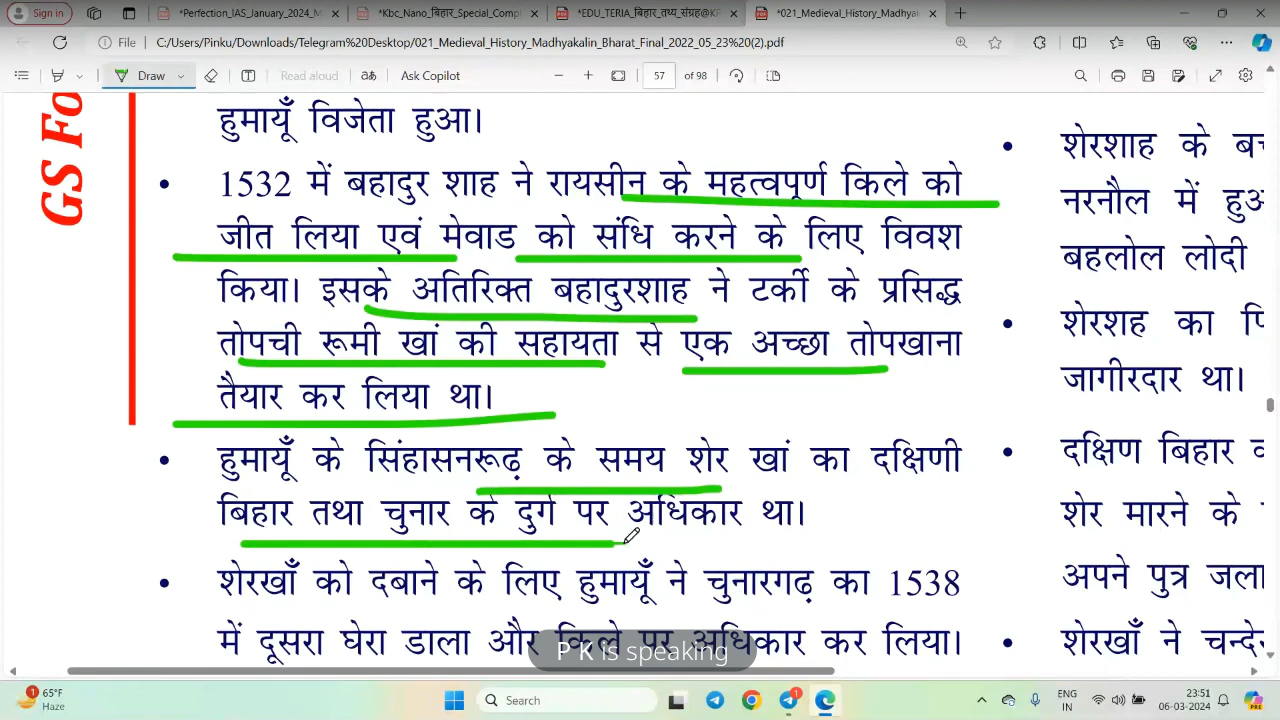 Sign in
*Perfection_IAS_January_2024_M
*Kbc_Nano_बिहार_Special_Compl
*EDU_TERIA_बिहार_तथ्य_संग्रह@KP
*021_Medieval_History_Madhyakal
File C:/Users/Pinku/Downloads/Telegram%20Desktop/021_Medieval_History_Madhyakalin_Bharat_Final_2022_05_23%20(2).pdf
Draw Read aloud Ask Copilot 57 of 98
GS Fo
हुमायूँ विजेता हुआ।
• 1532 में बहादुर शाह ने रायसीन के महत्वपूर्ण किले को
जीत लिया एवं मेवाड को संधि करने के लिए विवश
किया। इसके अतिरिक्त बहादुरशाह ने टर्की के प्रसिद्ध
तोपची रूमी खां की सहायता से एक अच्छा तोपखाना
तैयार कर लिया था।
• हुमायूँ के सिंहासनरूढ़ के समय शेर खां का दक्षिणी
बिहार तथा चुनार के दुर्ग पर अधिकार था।
• शेरखाँ को दबाने के लिए हुमायूँ ने चुनारगढ़ का 1538
में दूसरा घेरा डाला और किले पर अधिकार कर लिया।
• शेरशाह के
नरनौल में
बहलोल लोदी
• शेरशह का
जागीरदार था।
• दक्षिण बिहार
शेर मारने के
अपने पुत्र
• शेरखाँ ने
P K is speaking
65°F
Haze
Search
ENG
IN
23:51
06-03-2024